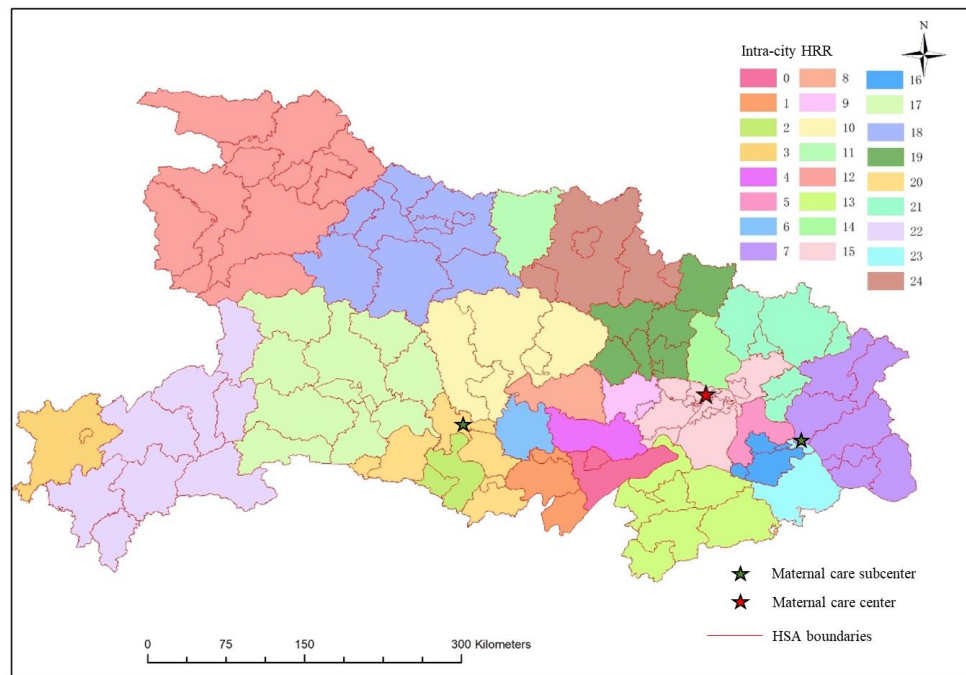 N
Intra-city HRR
0 8 16
1 9 17
2 10 18
3 11 19
4 12 20
5 13 21
6 14 22
7 15 23
24
Maternal care subcenter
Maternal care center
HSA boundaries
0 75 150 300 Kilometers